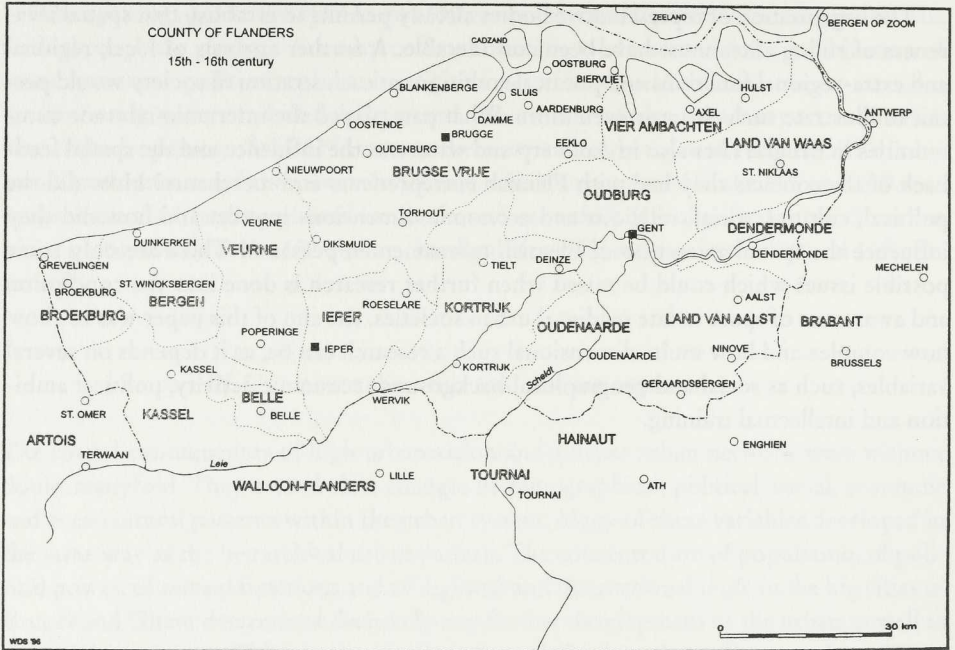 COUNTY OF FLANDERS
15th - 16th century
ZEELAND
BERGEN OP ZOOM
CADZAND
OOSTBURG
BIERVLIET
BLANKENBERGE
SLUIS
HULST
AARDENBURG
AXEL
ANTWERP
DAMME
OOSTENDE
BRUGGE
VIER AMBACHTEN
LAND VAN WAAS
OUDENBURG
EEKLO
NIEUWPOORT
BRUGSE VRIJE
ST. NIKLAAS
OUDBURG
TORHOUT
VEURNE
DUINKERKEN
DIKSMUIDE
GENT
DENDERMONDE
VEURNE
DENDERMONDE
GREVELINGEN
TIELT
DEINZE
MECHELEN
ST. WINOKSBERGEN
BROEKBURG
BERGEN
ROESELARE
KORTRIJK
AALST
BROEKBURG
IEPER
LAND VAN AALST
BRABANT
POPERINGE
OUDENAARDE
IEPER
NINOVE
OUDENAARDE
BRUSSELS
KASSEL
KORTRIJK
Scheldt
GERAARDSBERGEN
BELLE
WERVIK
ST. OMER
KASSEL
BELLE
ARTOIS
HAINAUT
ENGHIEN
TERWAAN
Leie
LILLE
TOURNAI
WALLOON-FLANDERS
ATH
TOURNAI
0 30 km
WDS '96